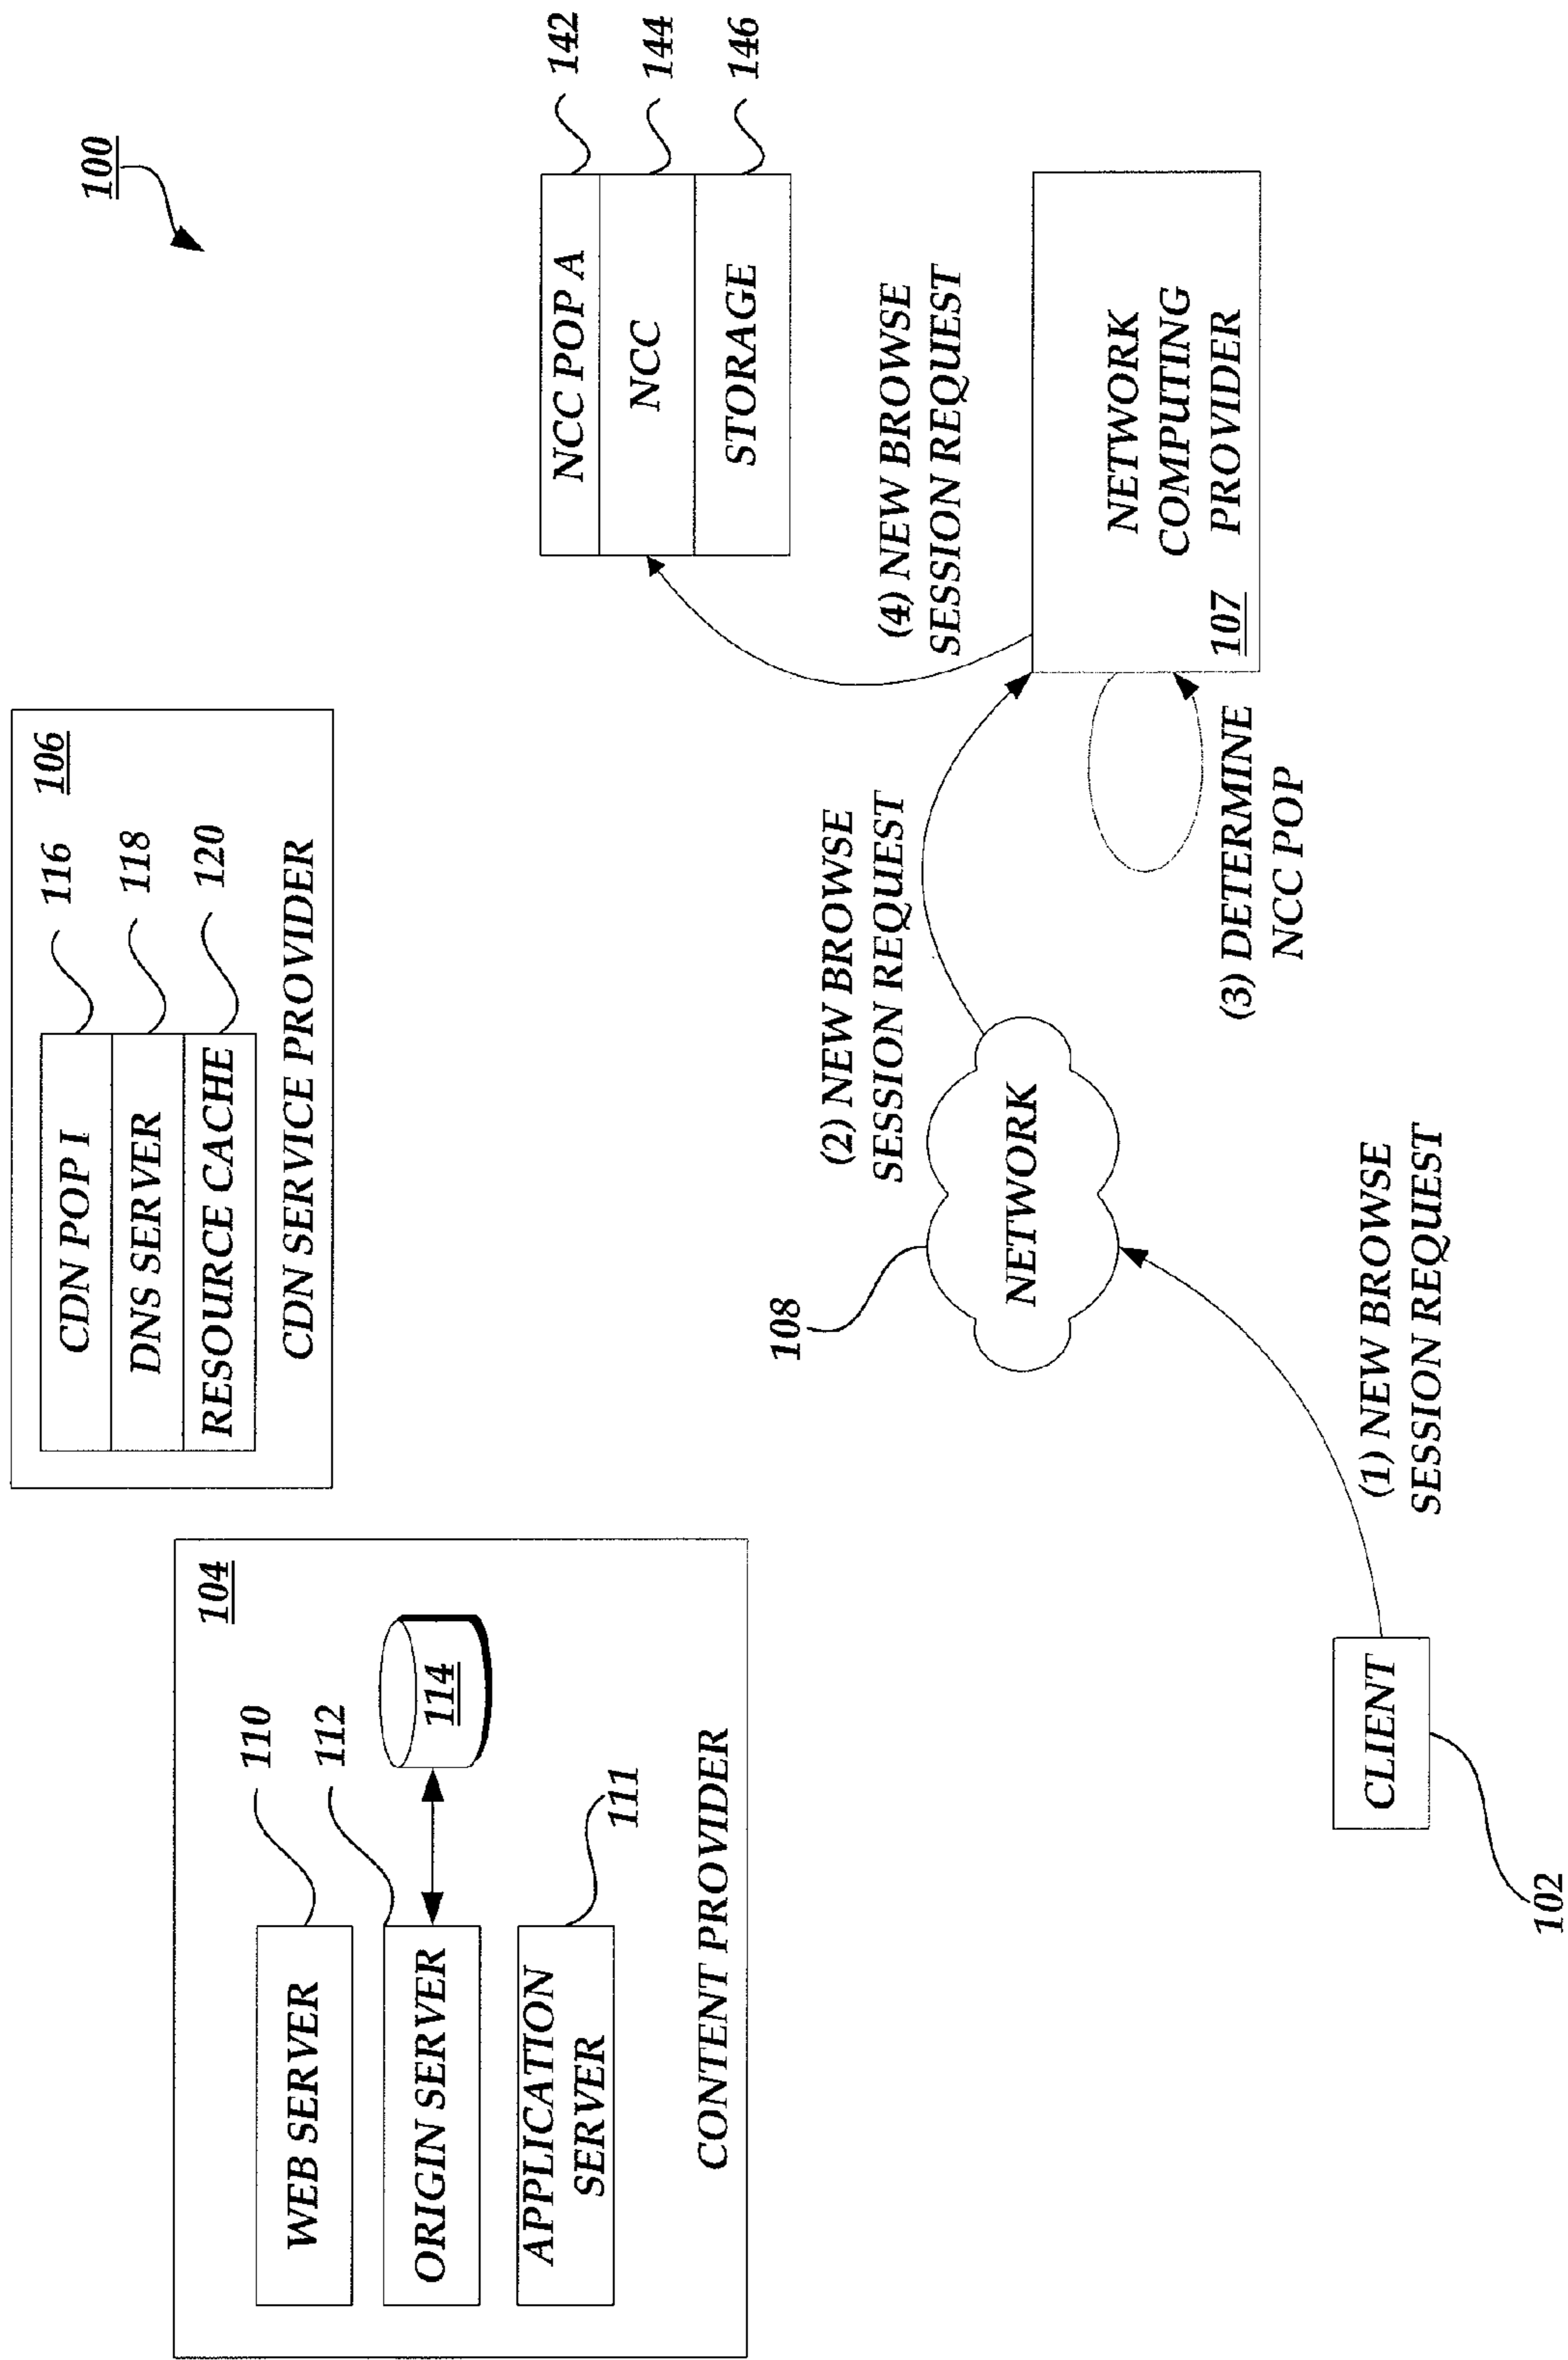 100
104
110
WEB SERVER
112
ORIGIN SERVER
114
111
APPLICATION
SERVER
CONTENT PROVIDER
106
116
CDN POP I
118
DNS SERVER
120
RESOURCE CACHE
CDN SERVICE PROVIDER
142
NCC POP A
144
NCC
146
STORAGE
(4) NEW BROWSE
SESSION REQUEST
(2) NEW BROWSE
SESSION REQUEST
108
NETWORK
NETWORK
COMPUTING
PROVIDER
107
(3) DETERMINE
NCC POP
(1) NEW BROWSE
SESSION REQUEST
CLIENT
102